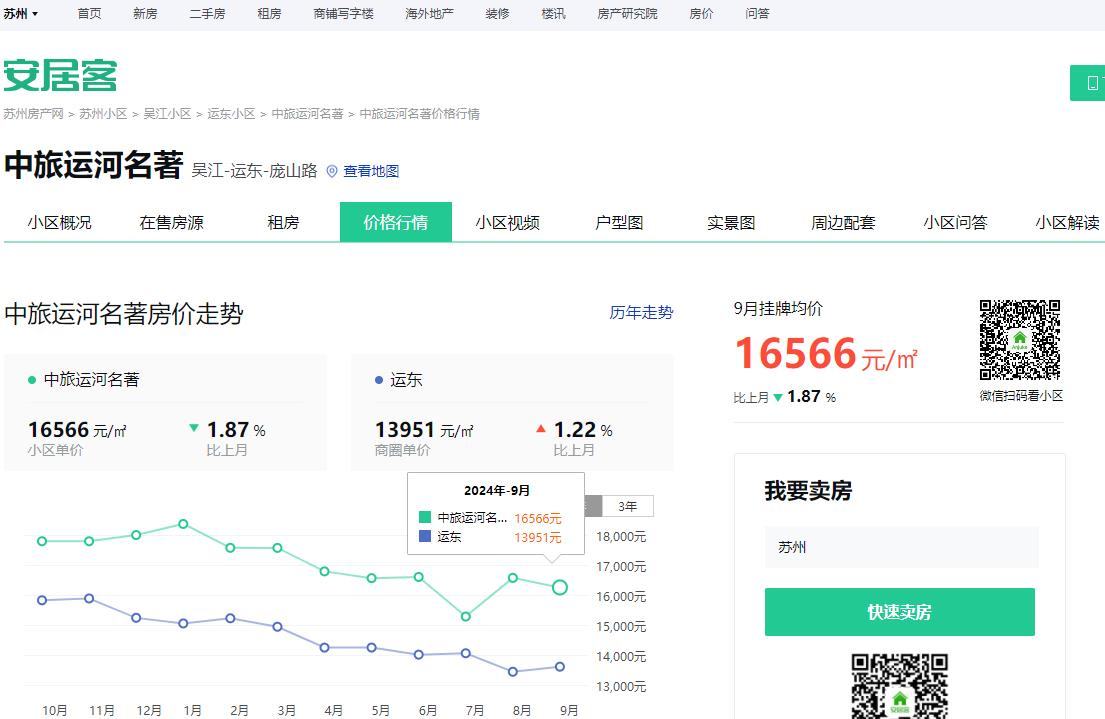 苏州 首页 新房 二手房 租房 商铺写字楼 海外地产 装修 楼讯 房产研究院 房价 问答
安居客
苏州房产网 > 苏州小区 > 吴江小区 > 运东小区 > 中旅运河名著 > 中旅运河名著价格行情
中旅运河名著 吴江-运东-庞山路 查看地图
小区概况 在售房源 租房 价格行情 小区视频 户型图 实景图 周边配套 小区问答 小区解读
中旅运河名著房价走势 历年走势
中旅运河名著
16566 元/㎡ 1.87 %
小区单价 比上月
运东
13951 元/㎡ 1.22 %
商圈单价 比上月
2024年-9月
中旅运河名... 16566元
运东 13951元
3年
18,000元
17,000元
16,000元
15,000元
14,000元
13,000元
10月 11月 12月 1月 2月 3月 4月 5月 6月 7月 8月 9月
9月挂牌均价
16566 元/㎡
比上月 1.87 %
Anjuke
微信扫码看小区
我要卖房
苏州
快速卖房
安居客